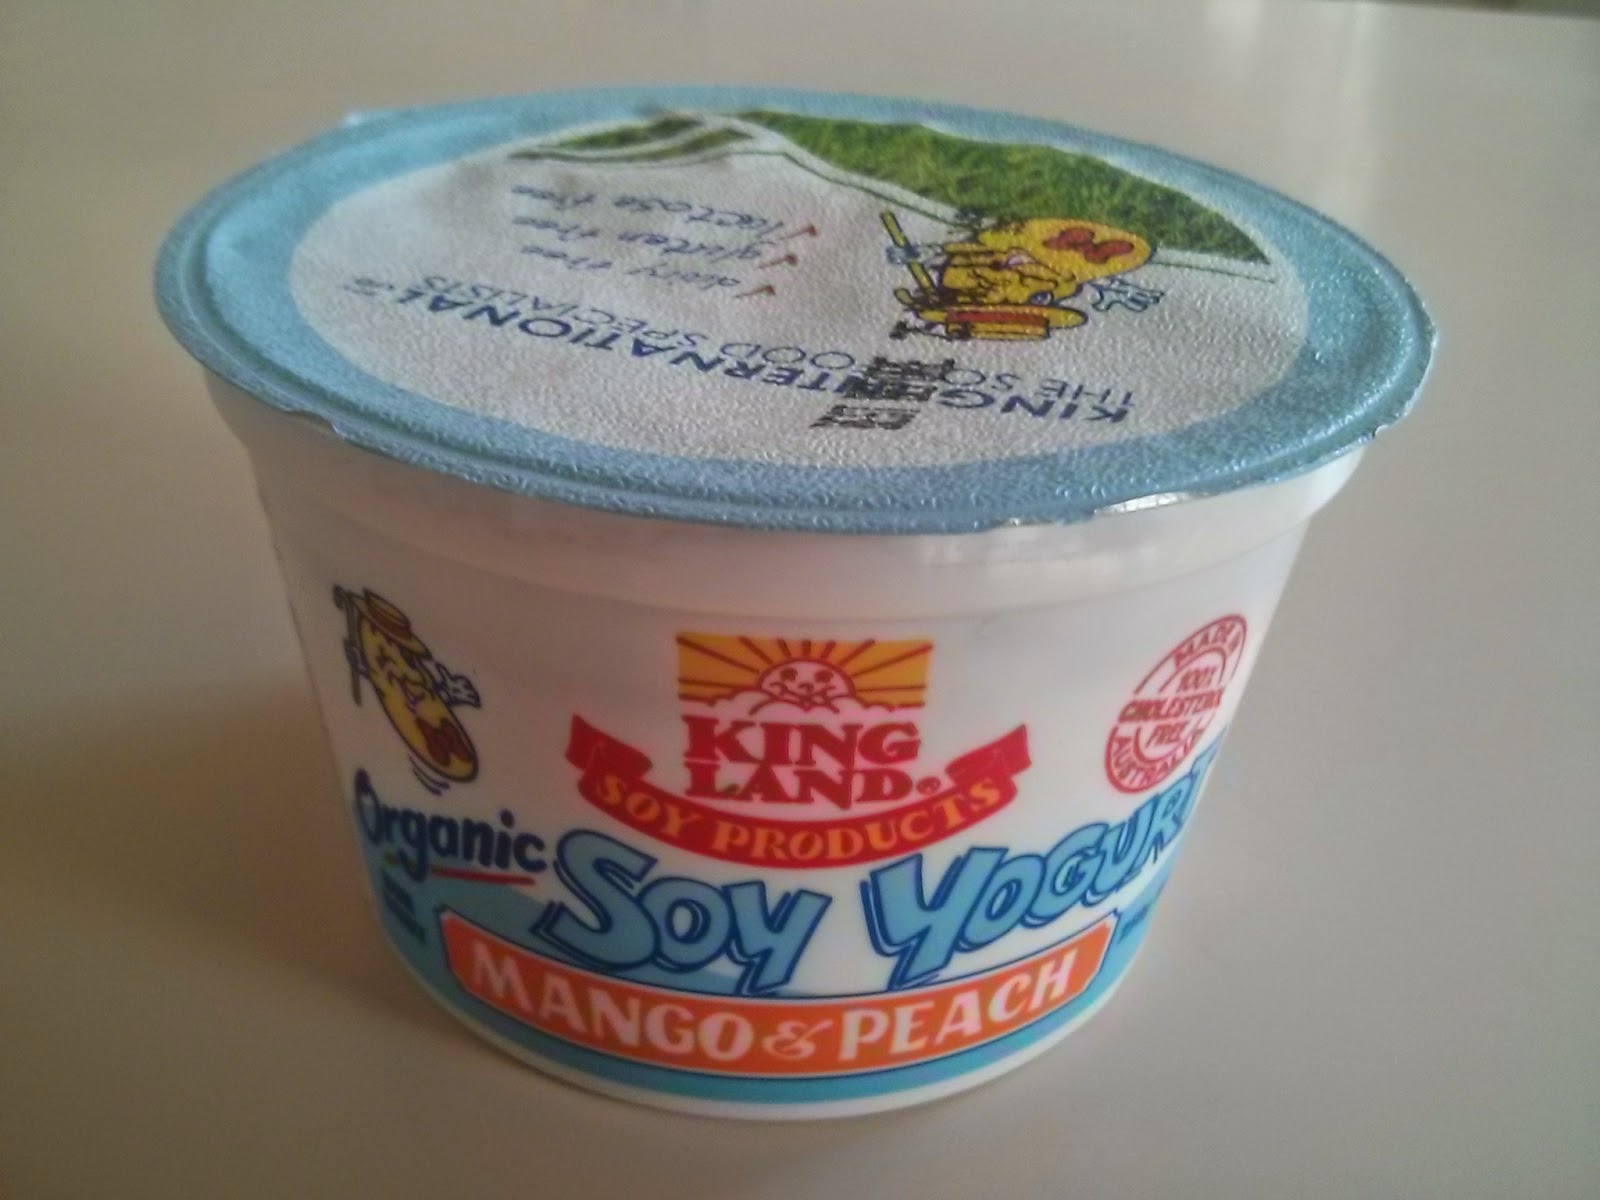 KING INTERNATIONAL
THE SOY FOOD SPECIALISTS
✓ dairy free
✓ gluten free
✓ lactose free
KING
LAND®
SOY PRODUCTS
MADE
100%
CHOLESTEROL
FREE
AUSTRALIA
Organic
SOY YOGURT
MANGO & PEACH